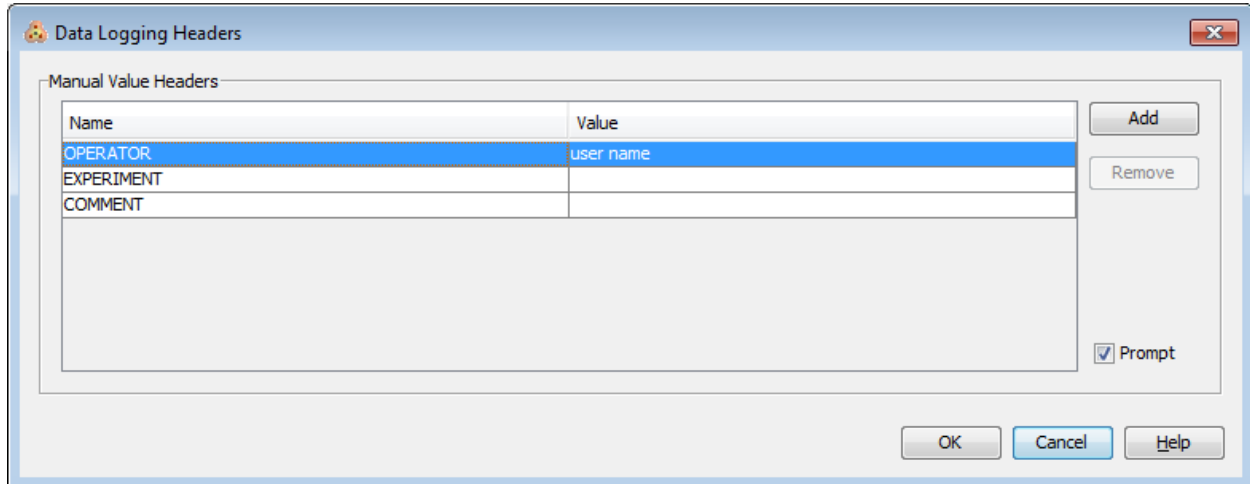 Data Logging Headers
Manual Value Headers
Name Value
Add
OPERATOR user name
EXPERIMENT
Remove
COMMENT
Prompt
OK Cancel Help